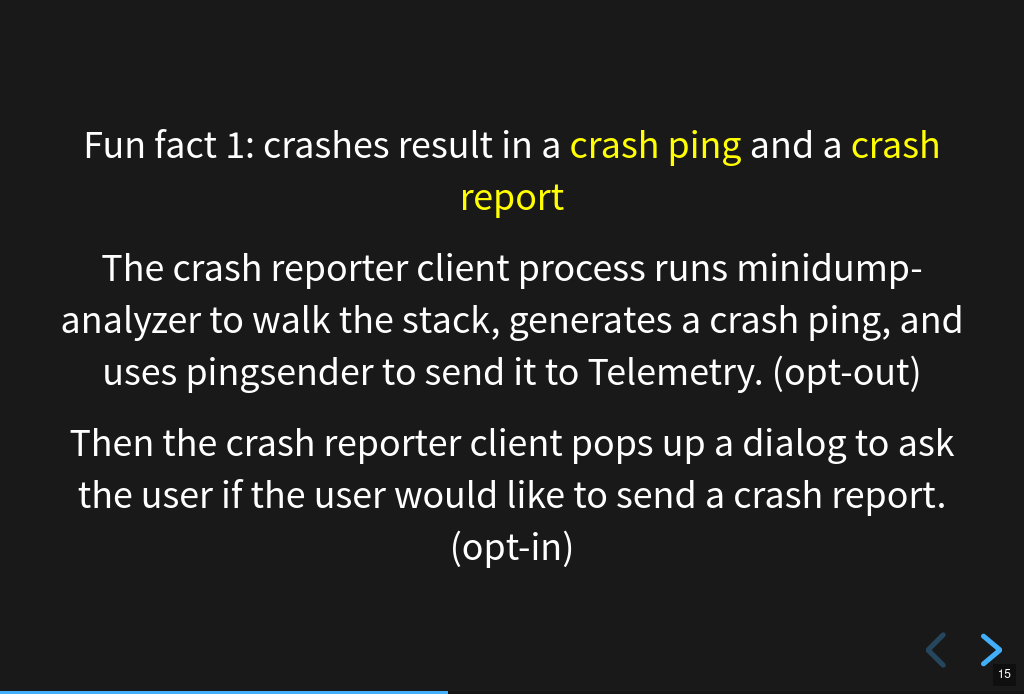 Fun fact 1: crashes result in a crash ping and a crash
report
The crash reporter client process runs minidump-
analyzer to walk the stack, generates a crash ping, and
uses pingsender to send it to Telemetry. (opt-out)
Then the crash reporter client pops up a dialog to ask
the user if the user would like to send a crash report.
(opt-in)
15